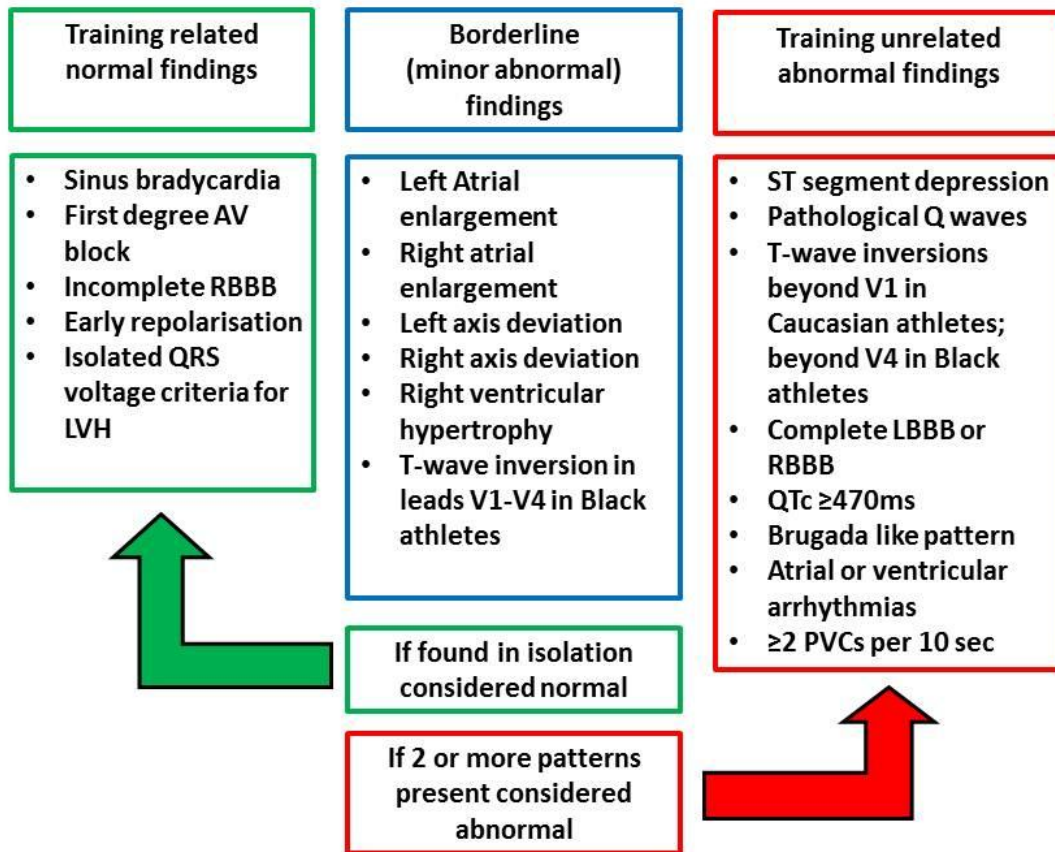 Training related
normal findings
Borderline
(minor abnormal)
findings
Training unrelated
abnormal findings
• Sinus bradycardia
• First degree AV
block
• Incomplete RBBB
• Early repolarisation
• Isolated QRS
voltage criteria for
LVH
• Left Atrial
enlargement
• Right atrial
enlargement
• Left axis deviation
• Right axis deviation
• Right ventricular
hypertrophy
• T-wave inversion in
leads V1-V4 in Black
athletes
• ST segment depression
• Pathological Q waves
• T-wave inversions
beyond V1 in
Caucasian athletes;
beyond V4 in Black
athletes
• Complete LBBB or
RBBB
• QTc ≥470ms
• Brugada like pattern
• Atrial or ventricular
arrhythmias
• ≥2 PVCs per 10 sec
If found in isolation
considered normal
If 2 or more patterns
present considered
abnormal